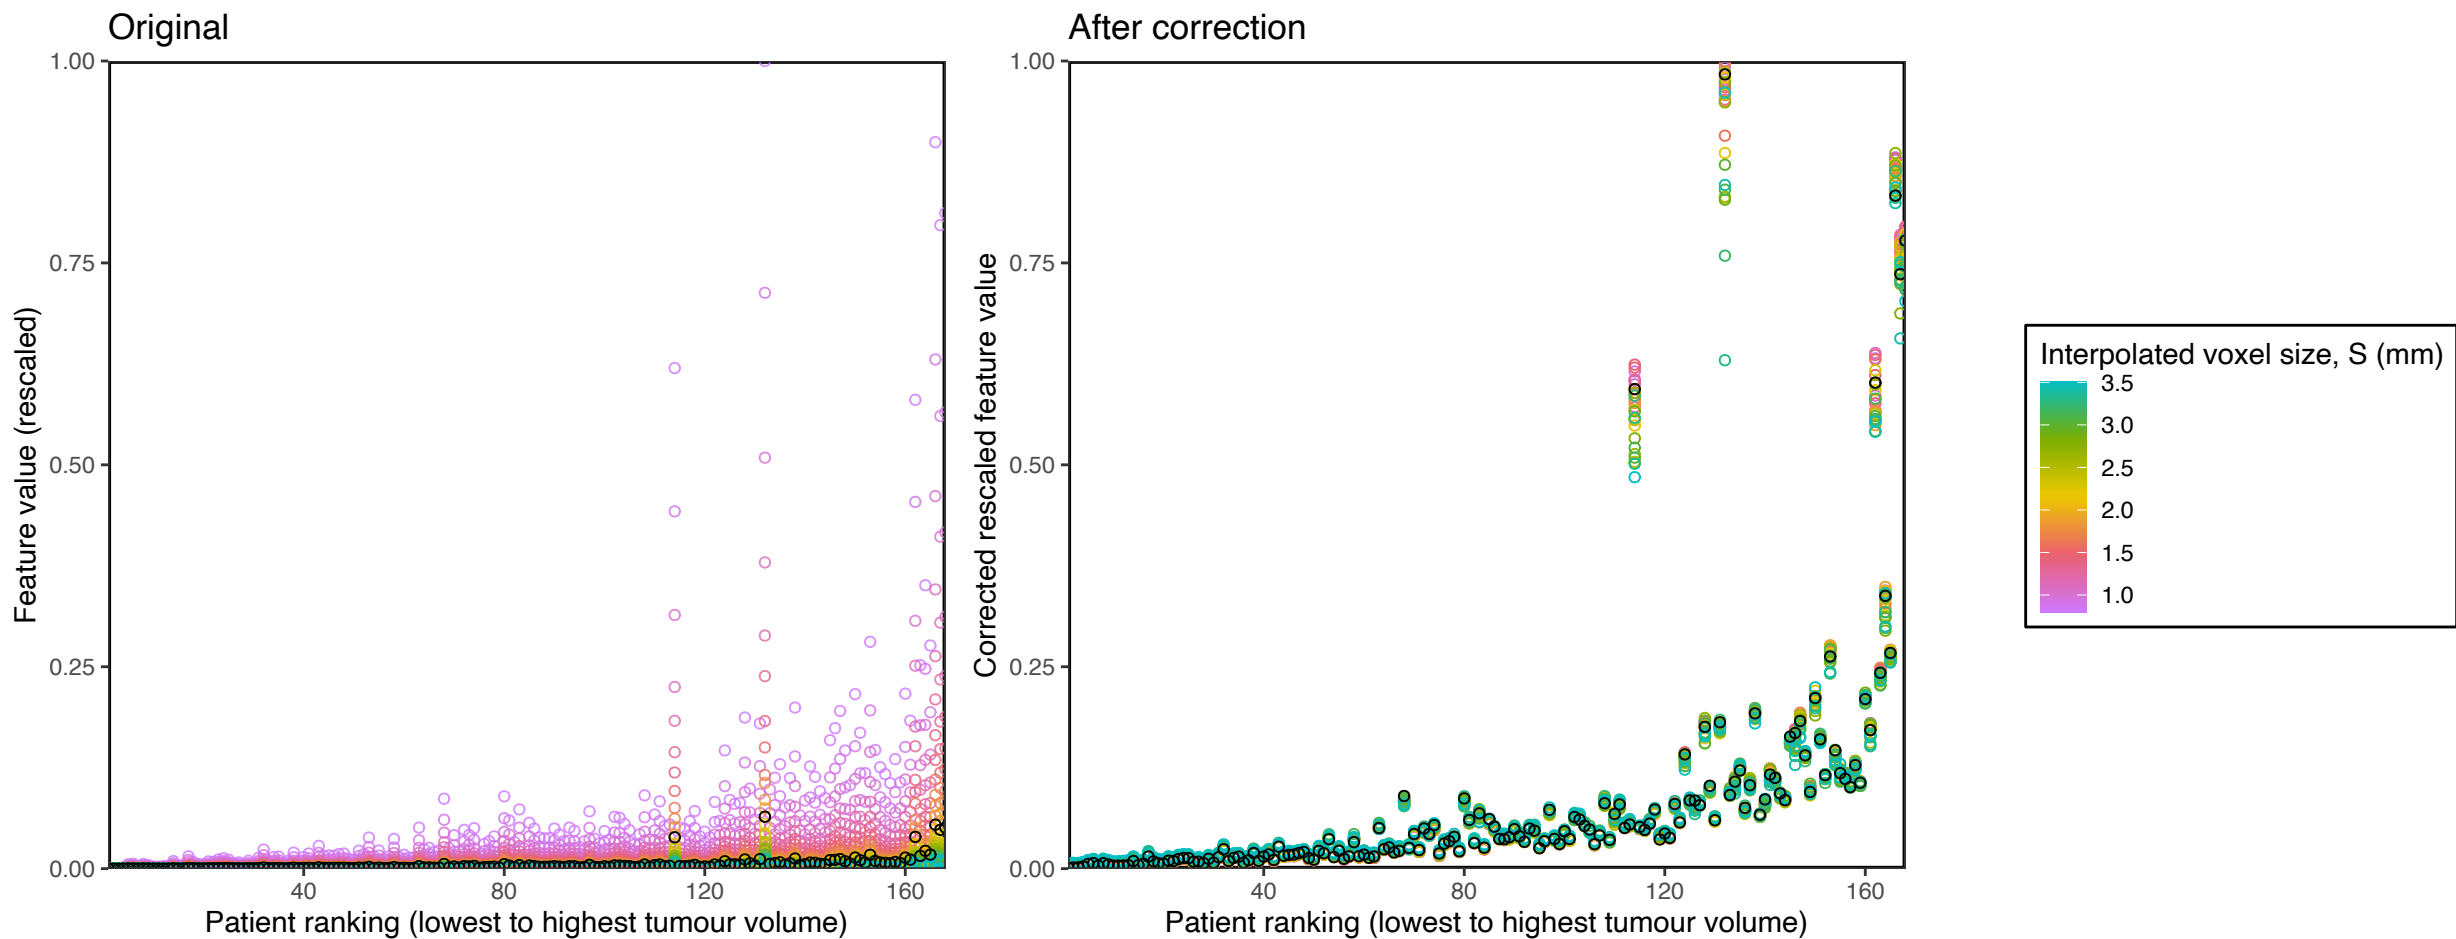 Original
1.00
0.75
0.50
0.25
0.00
Feature value (rescaled)
40 80 120 160
Patient ranking (lowest to highest tumour volume)
After correction
1.00
0.75
0.50
0.25
0.00
Corrected rescaled feature value
40 80 120 160
Patient ranking (lowest to highest tumour volume)
Interpolated voxel size, S (mm)
3.5
3.0
2.5
2.0
1.5
1.0